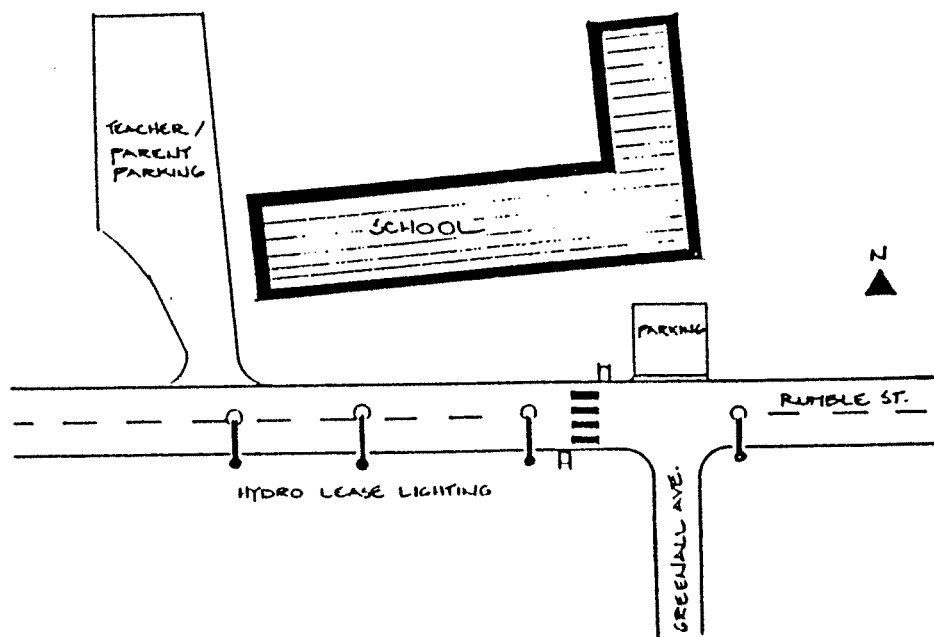 TEACHER /
PARENT
PARKING
SCHOOL
N
PARKING
RUMBLE ST.
HYDRO LEASE LIGHTING
GREENALL AVE.